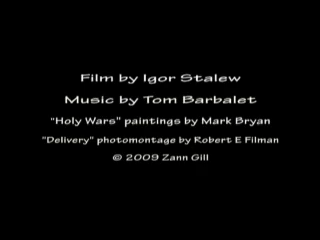 Film by Igor Stalew
Music by Tom Barbalet
"Holy Wars" paintings by Mark Bryan
"Delivery" photomontage by Robert E Filman
© 2009 Zann Gill